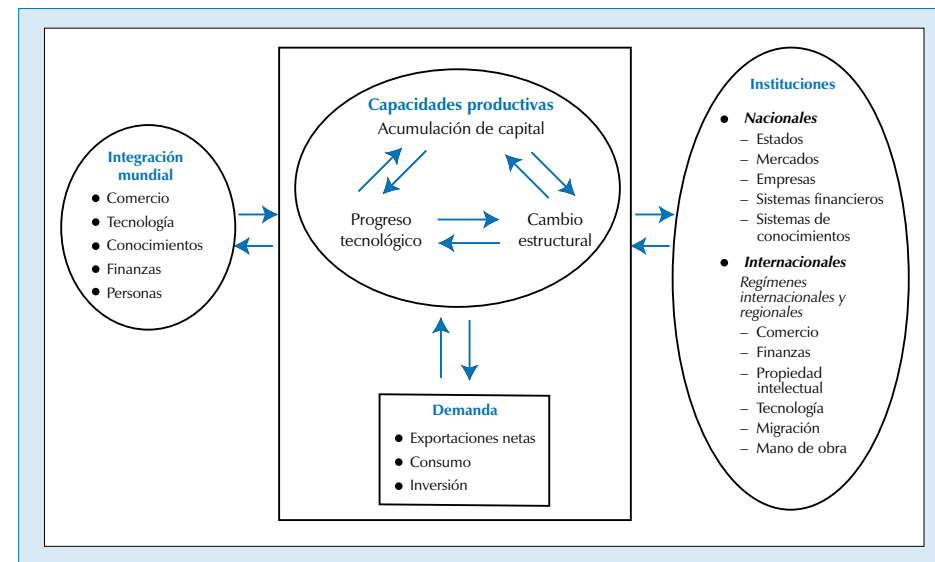 Integración
mundial
● Comercio
● Tecnología
● Conocimientos
● Finanzas
● Personas
Capacidades productivas
Acumulación de capital
Progreso
tecnológico
Cambio
estructural
Demanda
● Exportaciones netas
● Consumo
● Inversión
Instituciones
● Nacionales
– Estados
– Mercados
– Empresas
– Sistemas financieros
– Sistemas de
conocimientos
● Internacionales
Regímenes
internacionales y
regionales
– Comercio
– Finanzas
– Propiedad
intelectual
– Tecnología
– Migración
– Mano de obra